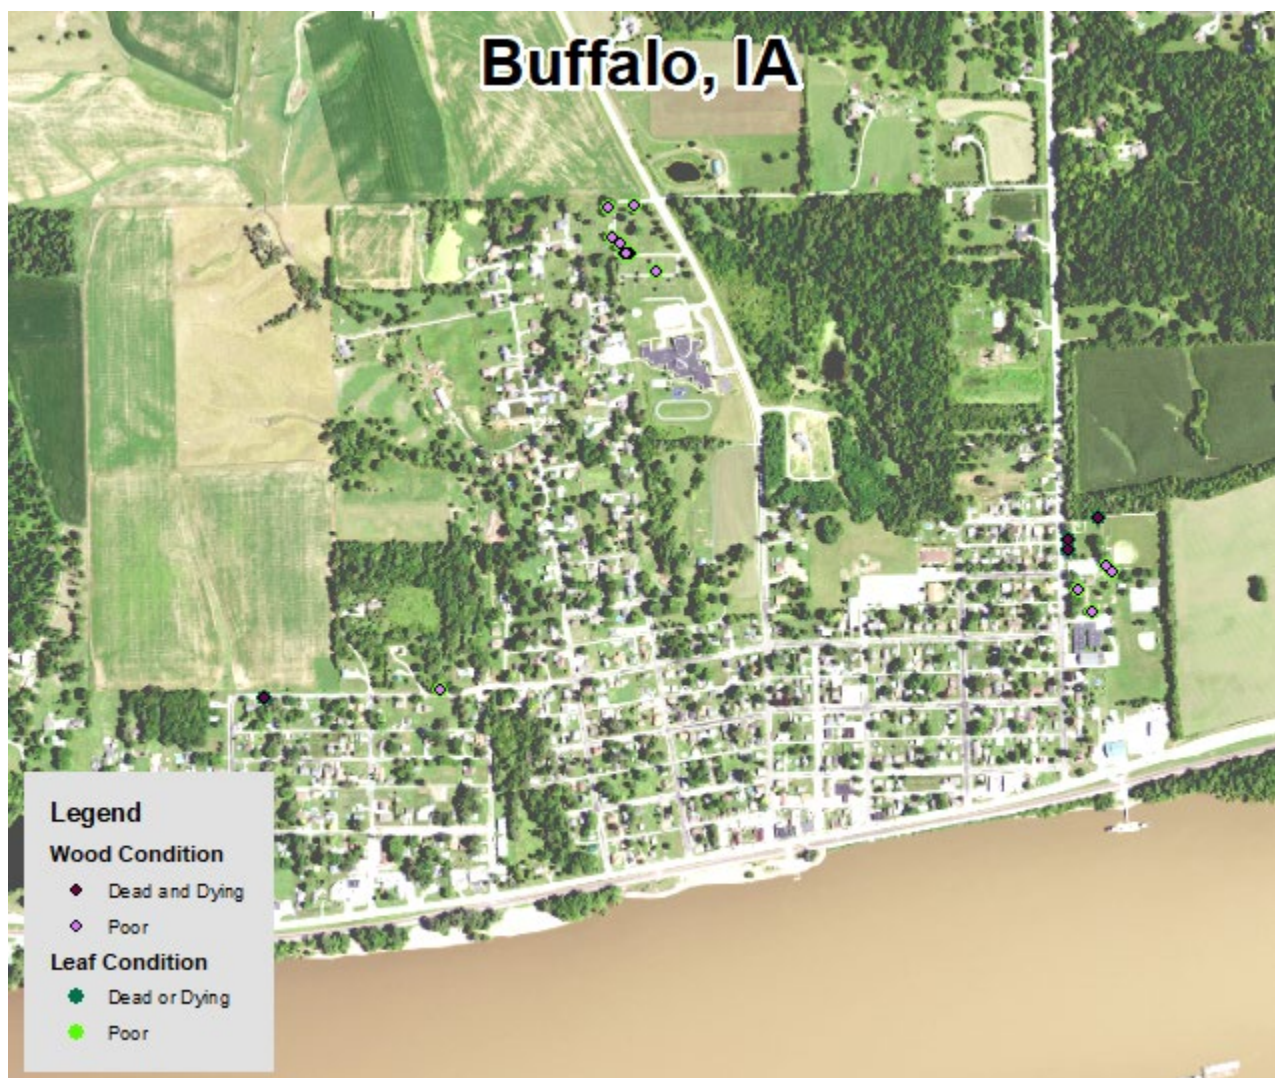 Buffalo, IA
Legend
Wood Condition
Dead and Dying
Poor
Leaf Condition
Dead or Dying
Poor